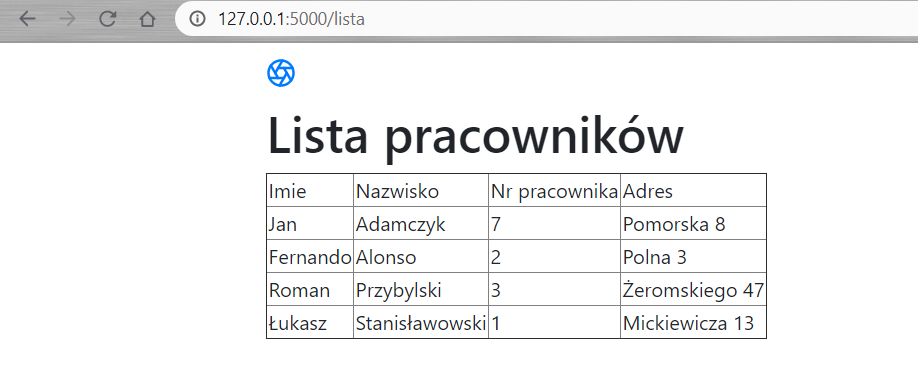 127.0.0.1:5000/lista
Lista pracowników
Imie Nazwisko Nr pracownika Adres
Jan Adamczyk 7 Pomorska 8
Fernando Alonso 2 Polna 3
Roman Przybylski 3 Żeromskiego 47
Łukasz Stanisławowski 1 Mickiewicza 13